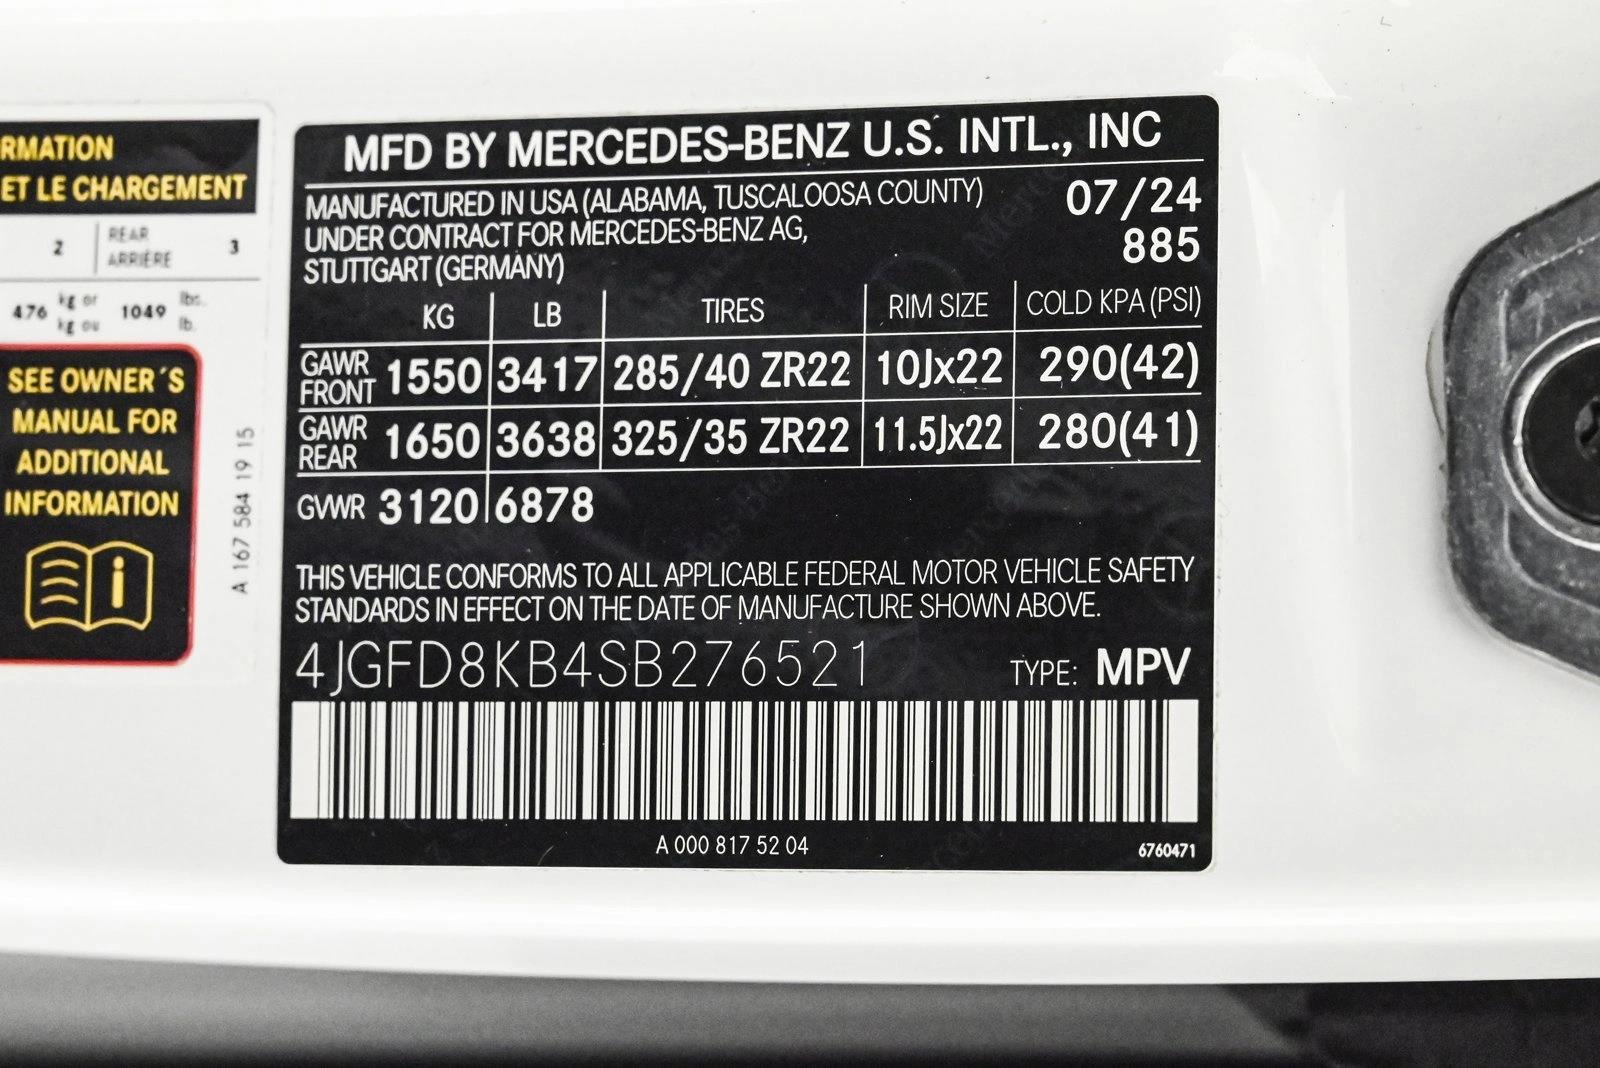 RMATION
ET LE CHARGEMENT
2 REAR ARRIÈRE 3
476 kg or kg ou 1049 lbs. lb.
SEE OWNER´S
MANUAL FOR
ADDITIONAL
INFORMATION
i
A 167 584 19 15
MFD BY MERCEDES-BENZ U.S. INTL., INC
MANUFACTURED IN USA (ALABAMA, TUSCALOOSA COUNTY) 07/24
UNDER CONTRACT FOR MERCEDES-BENZ AG, 885
STUTTGART (GERMANY)
KG LB TIRES RIM SIZE COLD KPA (PSI)
GAWR FRONT 1550 3417 285/40 ZR22 10Jx22 290(42)
GAWR REAR 1650 3638 325/35 ZR22 11.5Jx22 280(41)
GVWR 3120 6878
THIS VEHICLE CONFORMS TO ALL APPLICABLE FEDERAL MOTOR VEHICLE SAFETY
STANDARDS IN EFFECT ON THE DATE OF MANUFACTURE SHOWN ABOVE.
4JGFD8KB4SB276521 TYPE: MPV
A 000 817 52 04 6760471